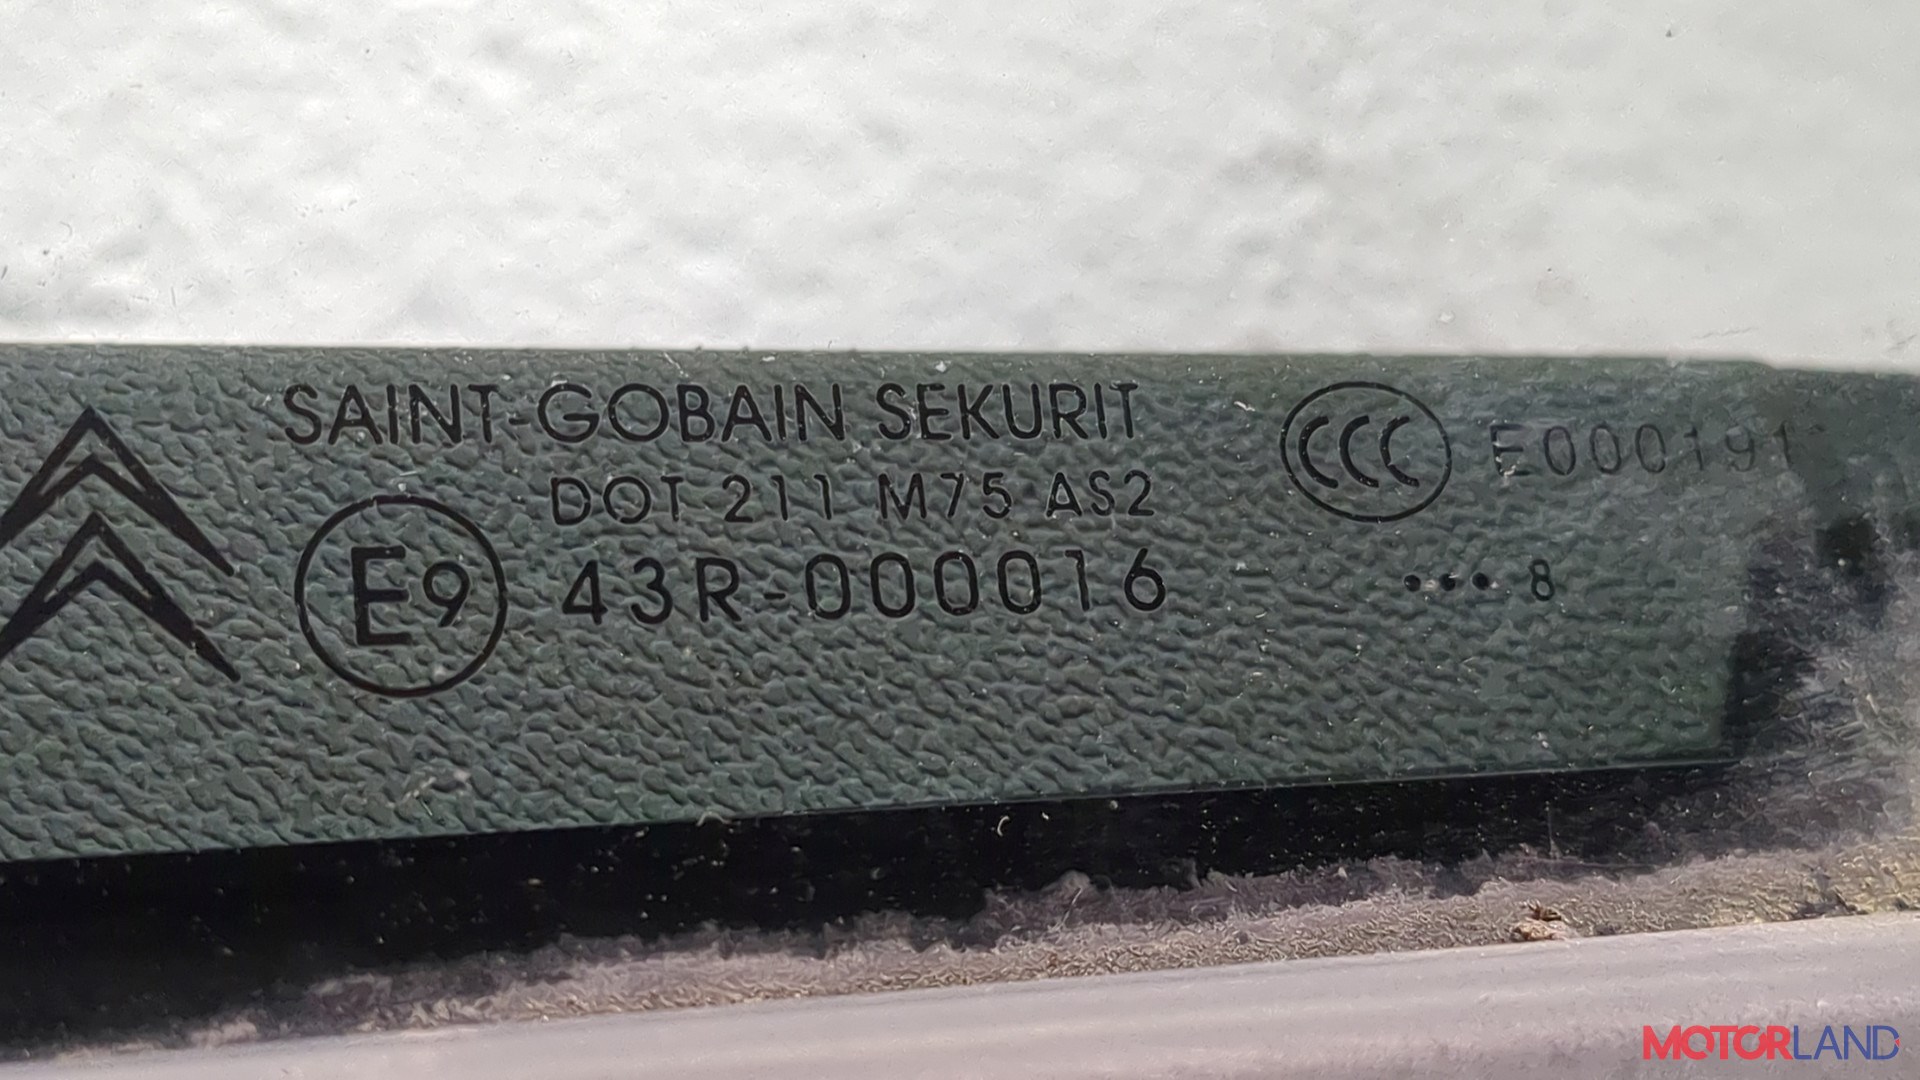 SAINT-GOBAIN SEKURIT
DOT 211 M75 AS2
E9 43R-000016
CCC E000191
•••• 8
MOTORLAND